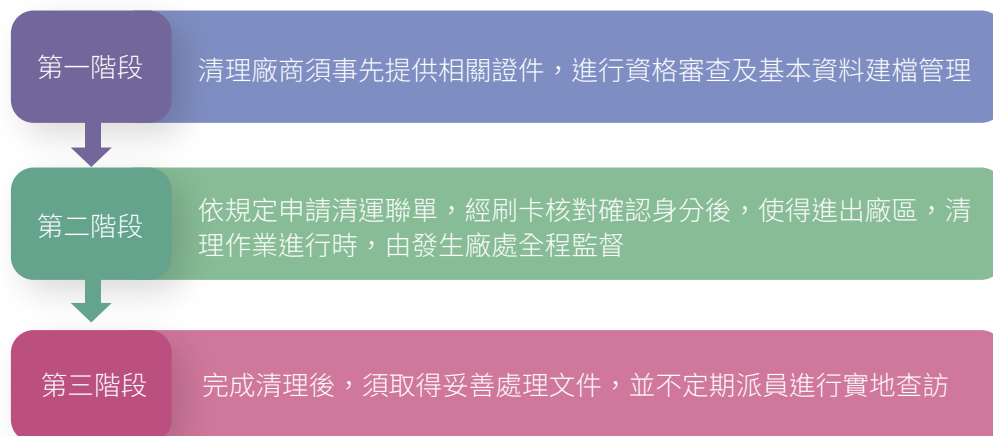 第一階段
清理廠商須事先提供相關證件，進行資格審查及基本資料建檔管理
第二階段
依規定申請清運聯單，經刷卡核對確認身分後，使得進出廠區，清
理作業進行時，由發生廠處全程監督
第三階段
完成清理後，須取得妥善處理文件，並不定期派員進行實地查訪